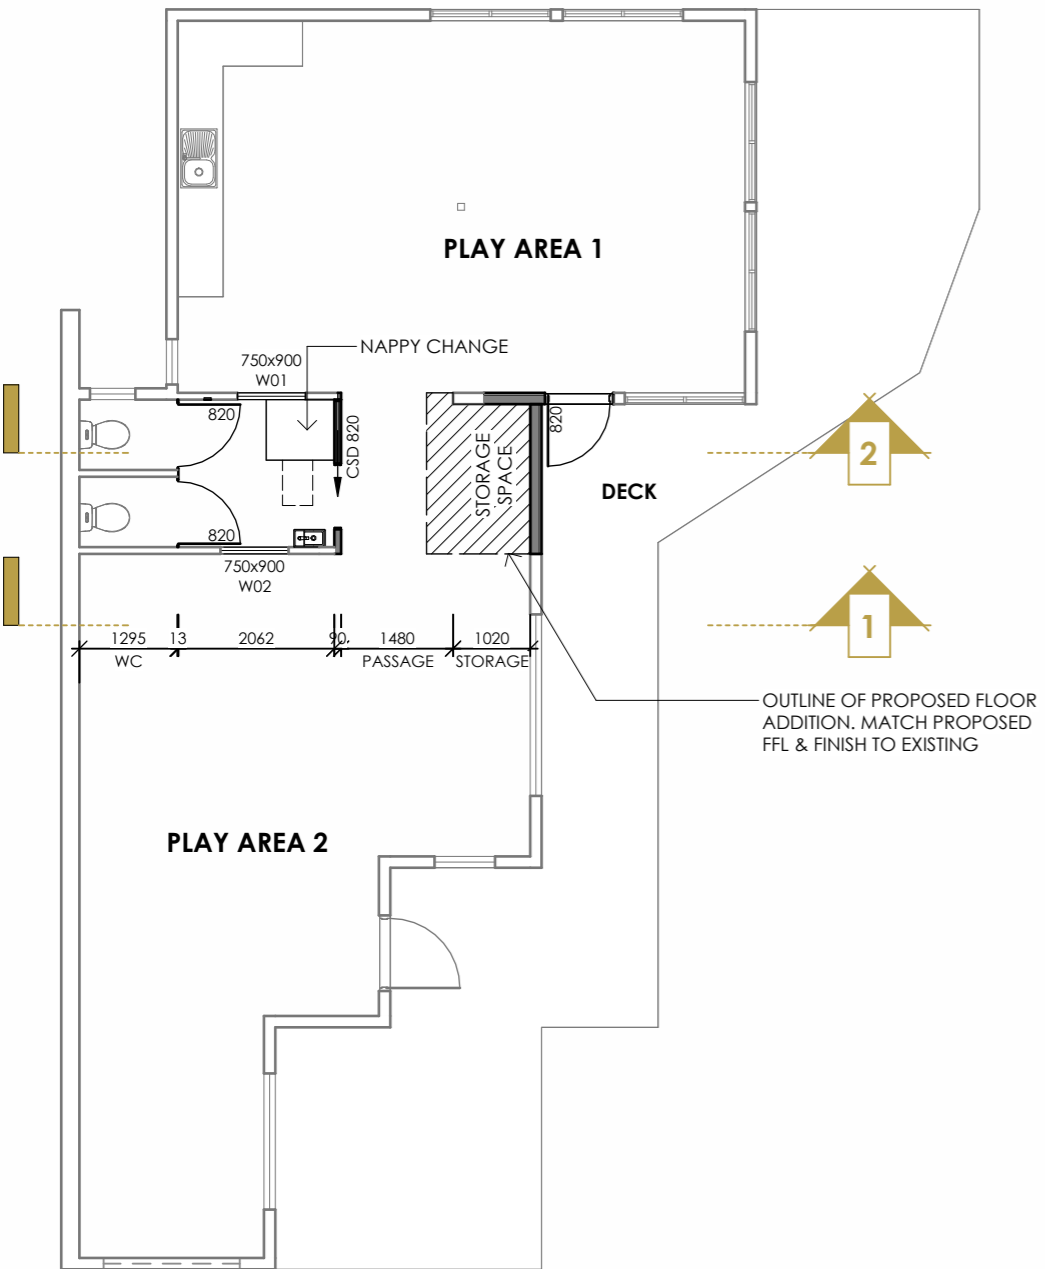 PLAY AREA 1
NAPPY CHANGE
750x900
W01
820
CSD 820
STORAGE
SPACE
820
DECK
2
820
750x900
W02
1
1295 13 2062 90 1480 1020
WC PASSAGE STORAGE
OUTLINE OF PROPOSED FLOOR
ADDITION. MATCH PROPOSED
FFL & FINISH TO EXISTING
PLAY AREA 2